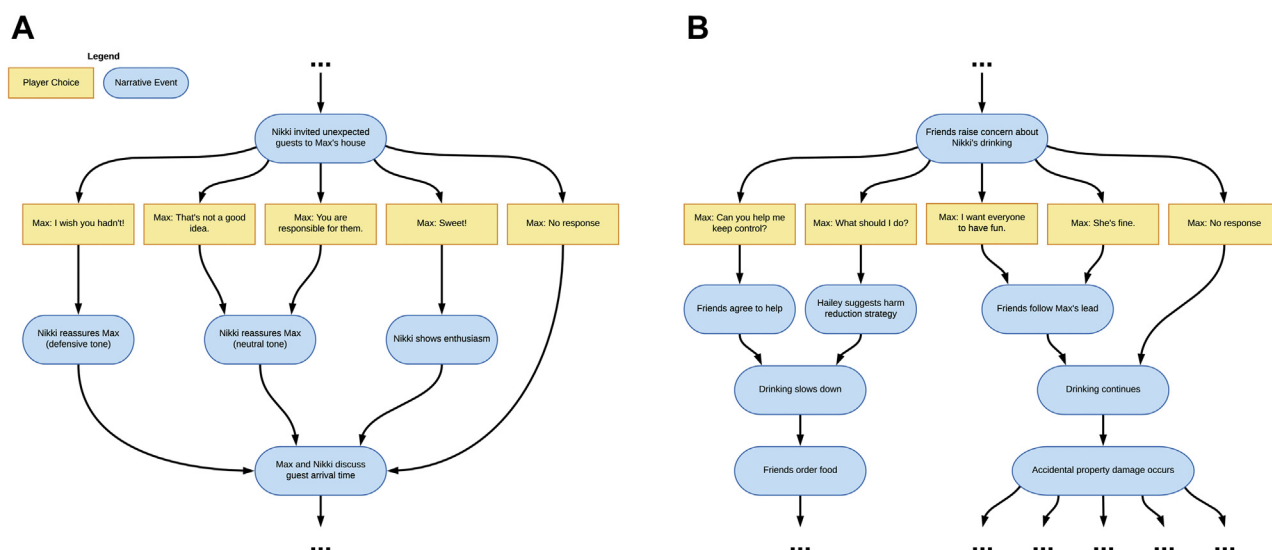 A
Legend
Player Choice
Narrative Event
...
Nikki invited unexpected
guests to Max's house
Max: I wish you hadn't!
Max: That's not a good
idea.
Max: You are
responsible for them.
Max: Sweet!
Max: No response
Nikki reassures Max
(defensive tone)
Nikki reassures Max
(neutral tone)
Nikki shows enthusiasm
Max and Nikki discuss
guest arrival time
...
B
...
Friends raise concern about
Nikki's drinking
Max: Can you help me
keep control?
Max: What should I do?
Max: I want everyone
to have fun.
Max: She's fine.
Max: No response
Friends agree to help
Hailey suggests harm
reduction strategy
Friends follow Max's lead
Drinking slows down
Drinking continues
Friends order food
Accidental property damage occurs
...
...
...
...
...
...